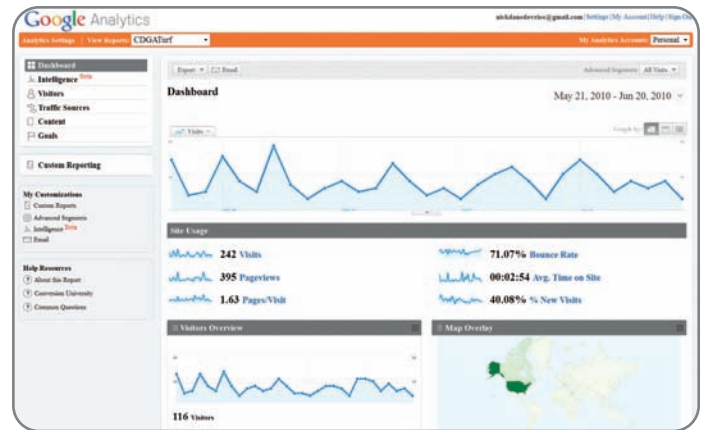 Google Analytics
Settings | My Account | Help | Sign Out
Analytics Settings | View Reports: CDGATurf
My Analytics Accounts: Personal
Dashboard
Intelligence Beta
Visitors
Traffic Sources
Content
Goals
Custom Reporting
My Customizations
Custom Reports
Advanced Segments
Intelligence Beta
Email
Help Resources
About this Report
Conversion University
Common Questions
Export Email
Advanced Segments: All Visits
Dashboard
May 21, 2010 - Jun 20, 2010
Visits
Graph by:
Site Usage
242 Visits
71.07% Bounce Rate
395 Pageviews
00:02:54 Avg. Time on Site
1.63 Pages/Visit
40.08% % New Visits
Visitors Overview
Map Overlay
116 Visitors